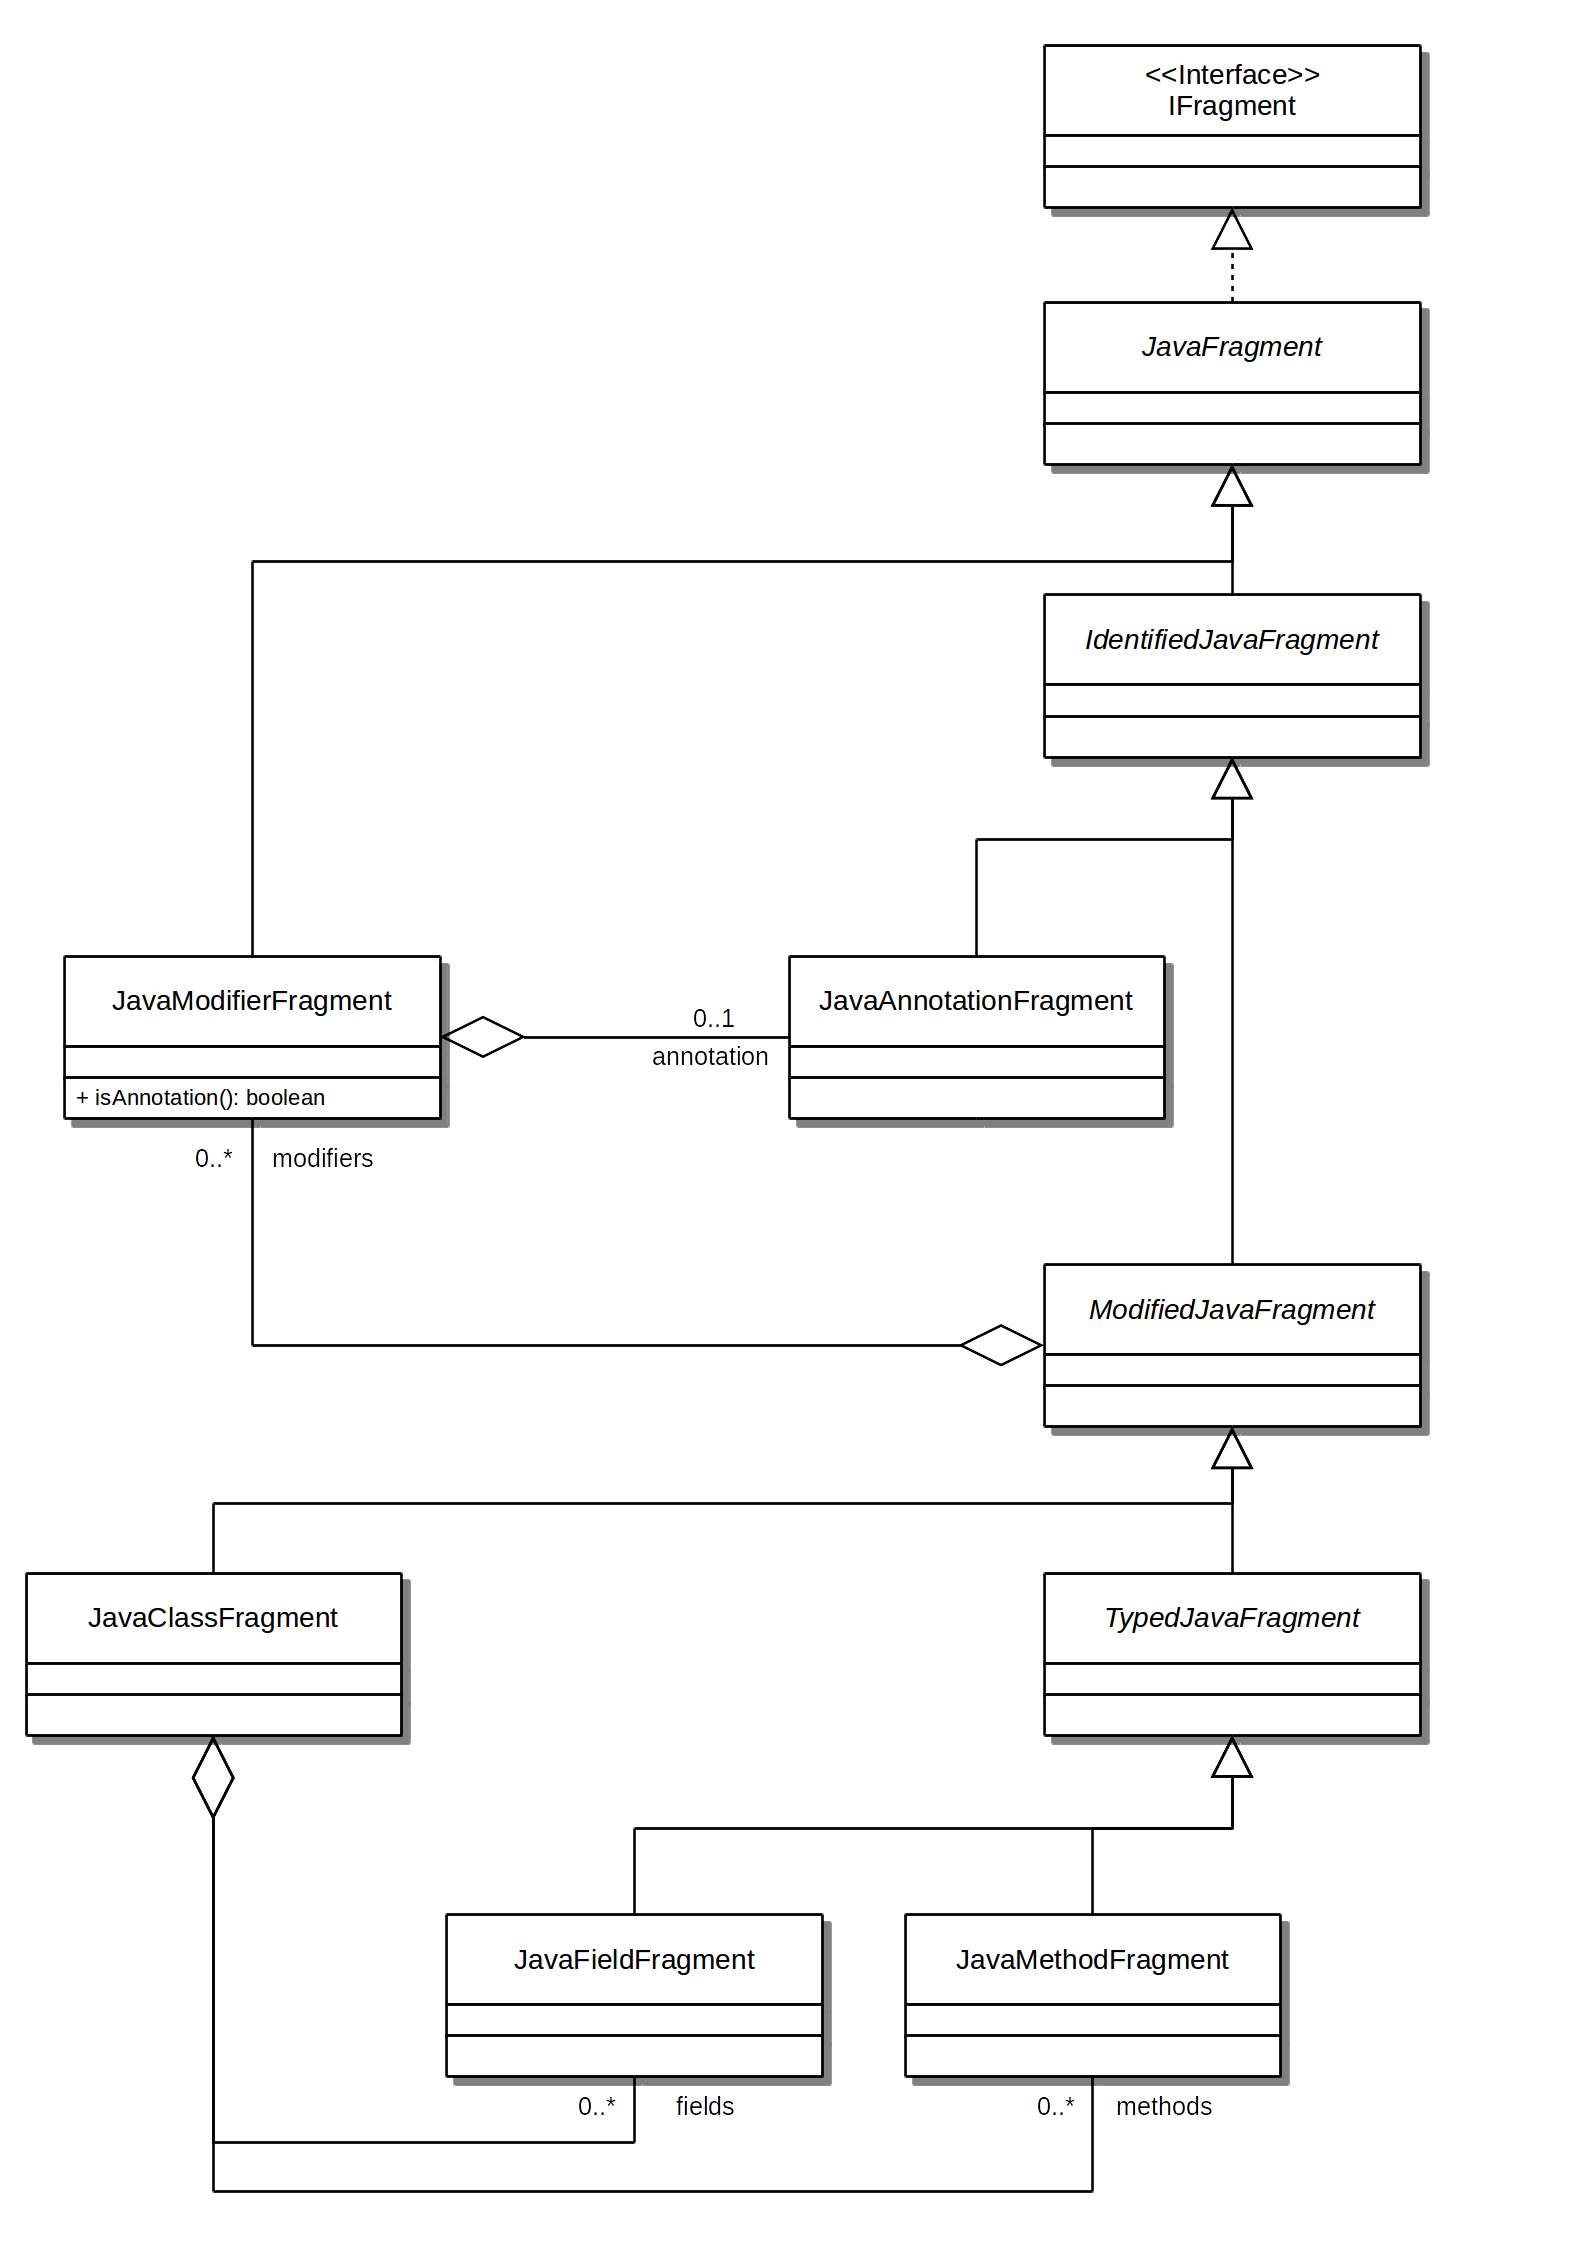 <<Interface>>
IFragment
JavaFragment
IdentifiedJavaFragment
JavaModifierFragment
+ isAnnotation(): boolean
0..1
annotation
JavaAnnotationFragment
0..* modifiers
ModifiedJavaFragment
JavaClassFragment
TypedJavaFragment
JavaFieldFragment
JavaMethodFragment
0..* fields
0..* methods